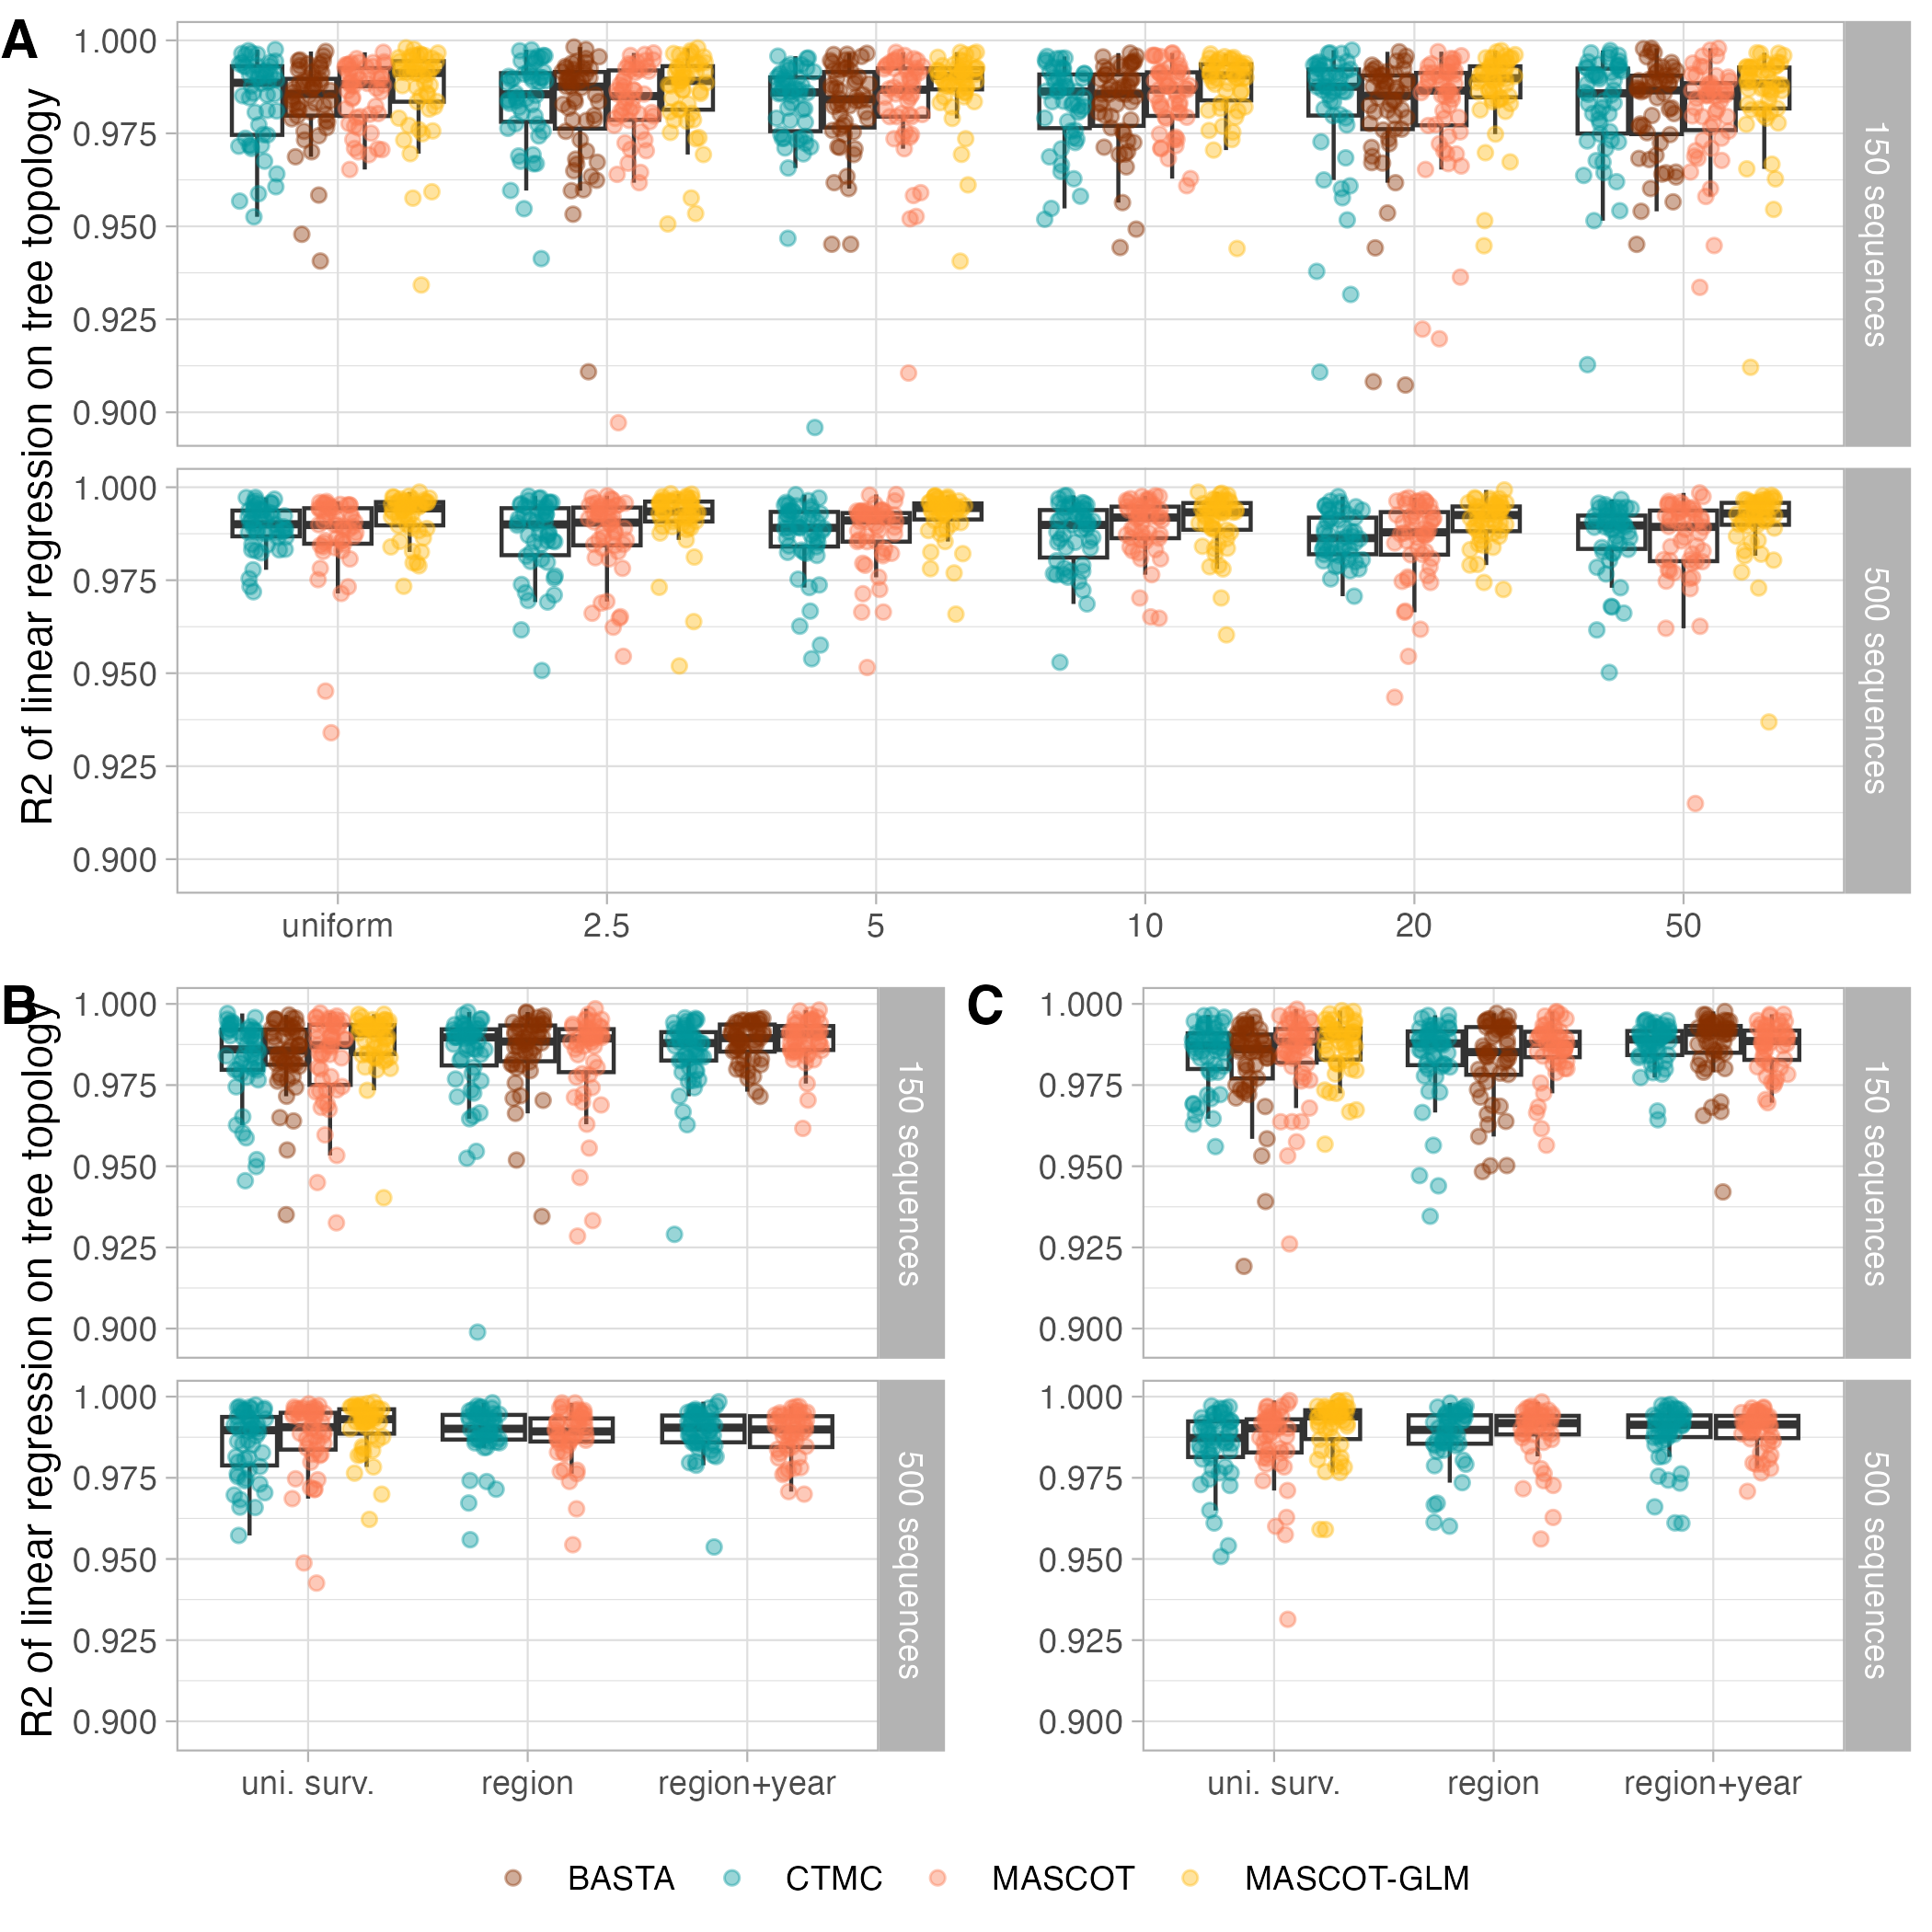 A
R2 of linear regression on tree topology
1.000
0.975
0.950
0.925
0.900
150 sequences
1.000
0.975
0.950
0.925
0.900
500 sequences
uniform 2.5 5 10 20 50
B
R2 of linear regression on tree topology
1.000
0.975
0.950
0.925
0.900
150 sequences
1.000
0.975
0.950
0.925
0.900
500 sequences
uni. surv. region region+year
C
1.000
0.975
0.950
0.925
0.900
150 sequences
1.000
0.975
0.950
0.925
0.900
500 sequences
uni. surv. region region+year
BASTA CTMC MASCOT MASCOT-GLM